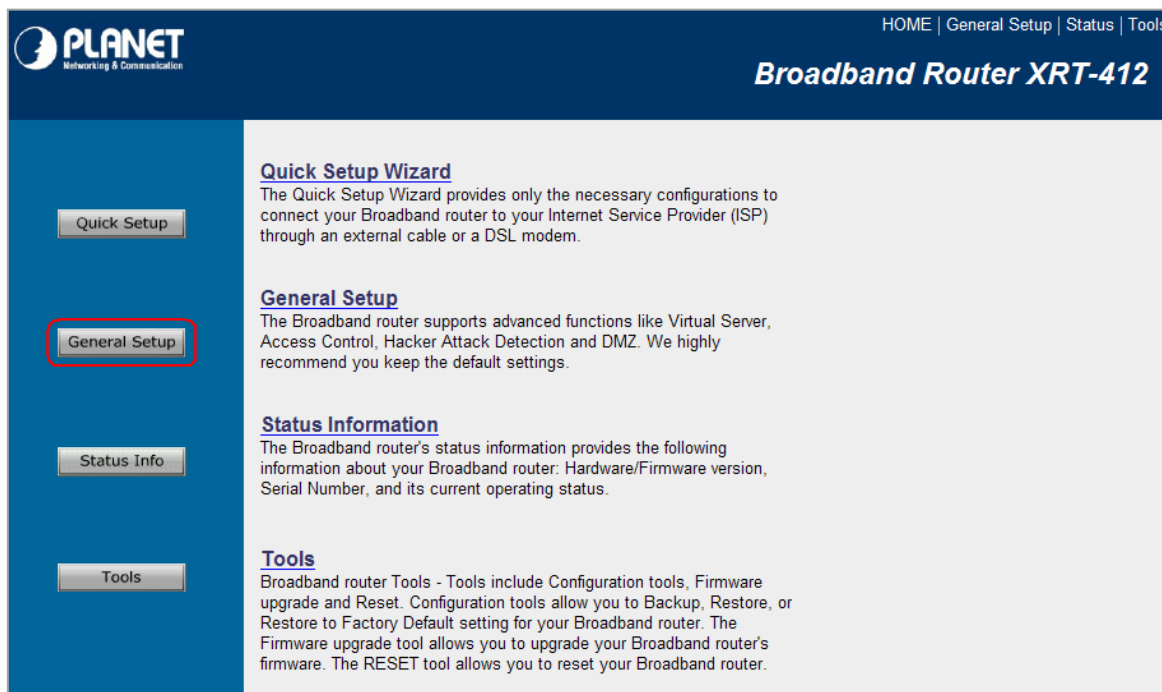 PLANET
Networking & Communication
HOME | General Setup | Status | Tools
Broadband Router XRT-412
Quick Setup
Quick Setup Wizard
The Quick Setup Wizard provides only the necessary configurations to
connect your Broadband router to your Internet Service Provider (ISP)
through an external cable or a DSL modem.
General Setup
General Setup
The Broadband router supports advanced functions like Virtual Server,
Access Control, Hacker Attack Detection and DMZ. We highly
recommend you keep the default settings.
Status Info
Status Information
The Broadband router's status information provides the following
information about your Broadband router: Hardware/Firmware version,
Serial Number, and its current operating status.
Tools
Tools
Broadband router Tools - Tools include Configuration tools, Firmware
upgrade and Reset. Configuration tools allow you to Backup, Restore, or
Restore to Factory Default setting for your Broadband router. The
Firmware upgrade tool allows you to upgrade your Broadband router's
firmware. The RESET tool allows you to reset your Broadband router.